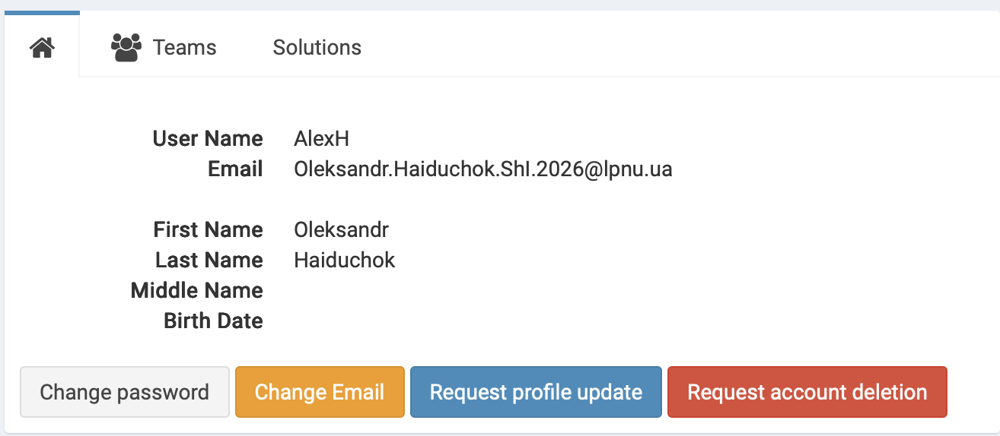 Teams Solutions
User Name AlexH
Email Oleksandr.Haiduchok.ShI.2026@lpnu.ua
First Name Oleksandr
Last Name Haiduchok
Middle Name
Birth Date
Change password Change Email Request profile update Request account deletion